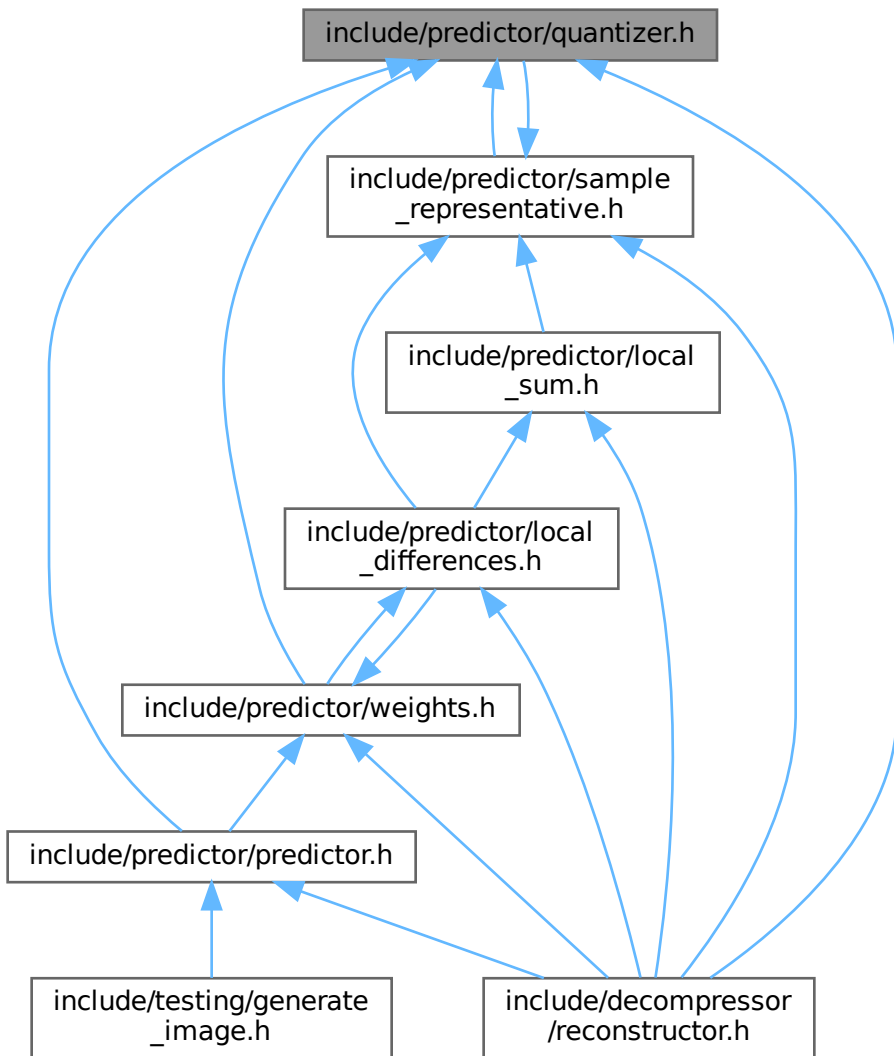 include/predictor/quantizer.h
include/predictor/sample
_representative.h
include/predictor/local
_sum.h
include/predictor/local
_differences.h
include/predictor/weights.h
include/predictor/predictor.h
include/testing/generate
_image.h
include/decompressor
/reconstructor.h